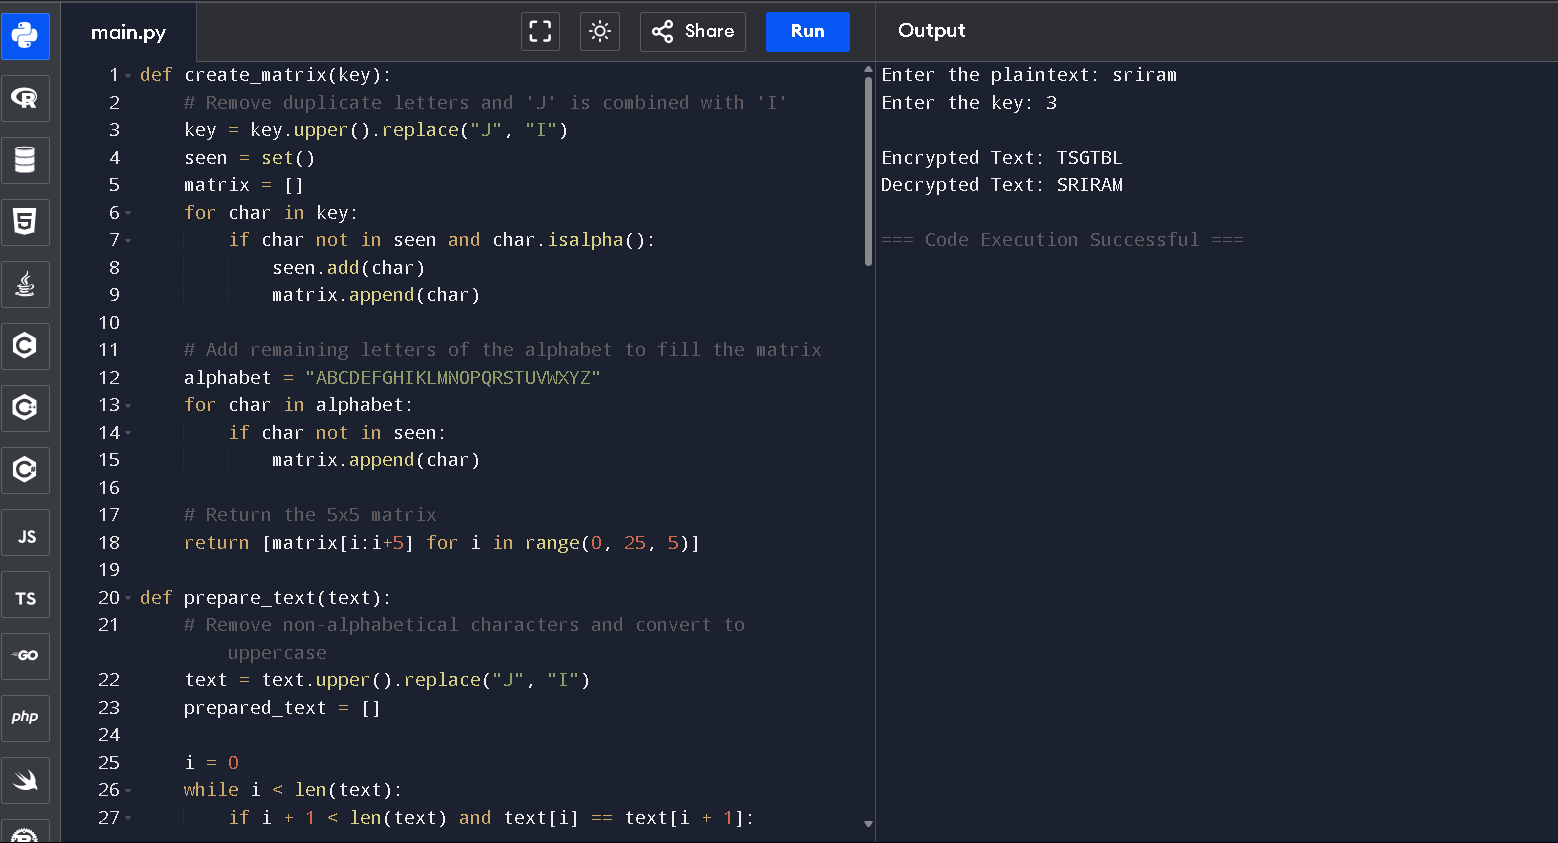 main.py
Share
Run
Output
1 def create_matrix(key):
2 # Remove duplicate letters and 'J' is combined with 'I'
3 key = key.upper().replace("J", "I")
4 seen = set()
5 matrix = []
6 for char in key:
7 if char not in seen and char.isalpha():
8 seen.add(char)
9 matrix.append(char)
10
11 # Add remaining letters of the alphabet to fill the matrix
12 alphabet = "ABCDEFGHIKLMNOPQRSTUVWXYZ"
13 for char in alphabet:
14 if char not in seen:
15 matrix.append(char)
16
17 # Return the 5x5 matrix
18 return [matrix[i:i+5] for i in range(0, 25, 5)]
19
20 def prepare_text(text):
21 # Remove non-alphabetical characters and convert to
uppercase
22 text = text.upper().replace("J", "I")
23 prepared_text = []
24
25 i = 0
26 while i < len(text):
27 if i + 1 < len(text) and text[i] == text[i + 1]:
Enter the plaintext: sriram
Enter the key: 3
Encrypted Text: TSGTBL
Decrypted Text: SRIRAM
=== Code Execution Successful ===
R
5
C
C++
C#
JS
TS
GO
php